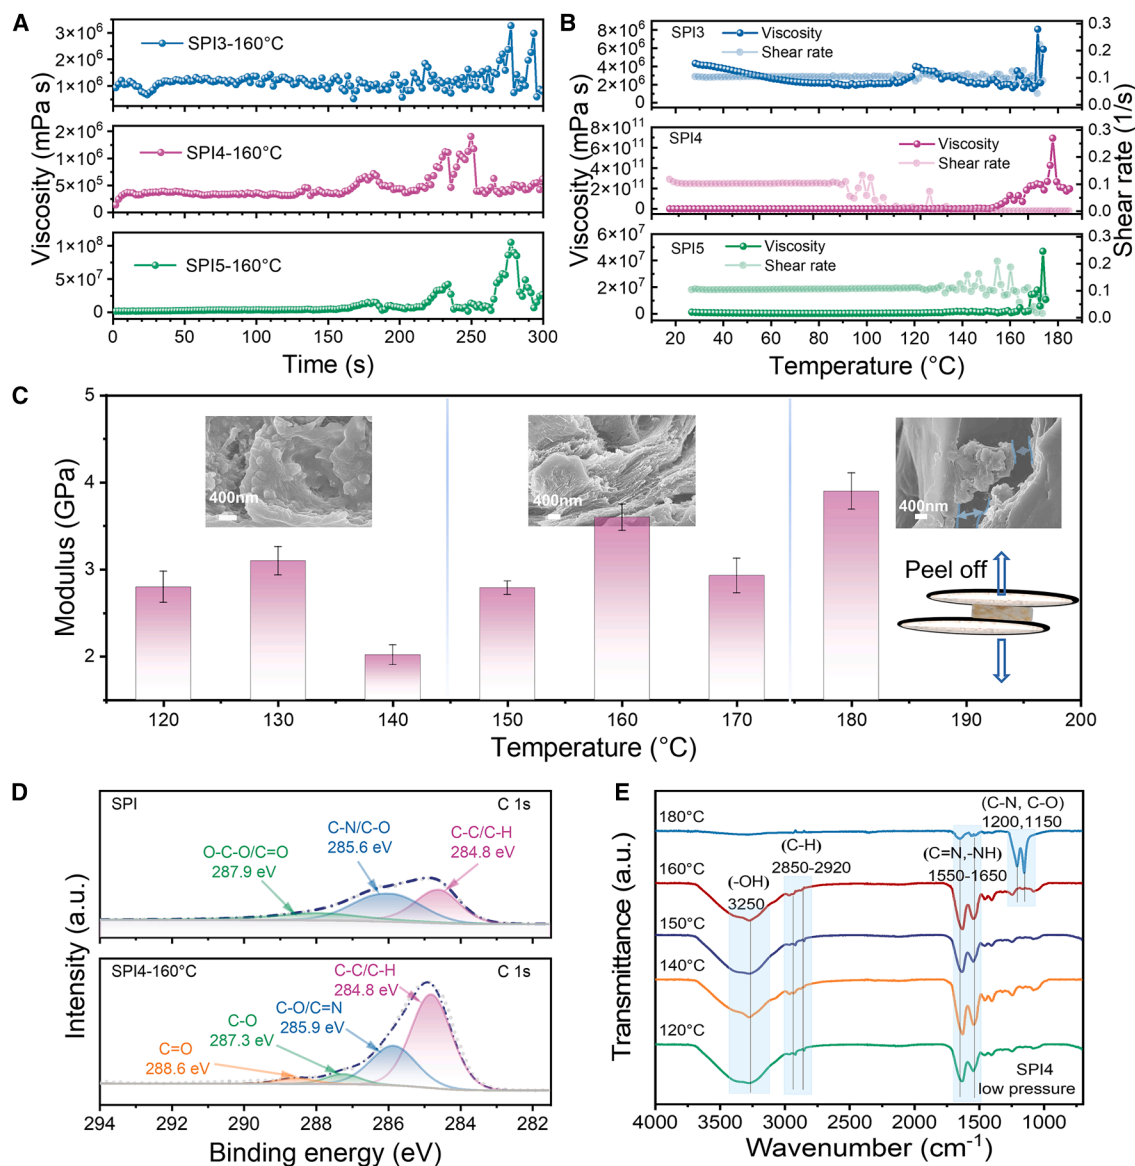 A
SPI3-160°C
3×10⁶
2×10⁶
1×10⁶
SPI4-160°C
2×10⁶
1×10⁶
5×10⁵
0
SPI5-160°C
1×10⁸
5×10⁷
0
Viscosity (mPa s)
0 50 100 150 200 250 300
Time (s)
B
SPI3
Viscosity
Shear rate
8×10⁶
6×10⁶
4×10⁶
2×10⁶
0
0.3
0.2
0.1
0.0
SPI4
Viscosity
Shear rate
8×10¹¹
6×10¹¹
4×10¹¹
2×10¹¹
0
0.3
0.2
0.1
0.0
SPI5
Viscosity
Shear rate
6×10⁷
4×10⁷
2×10⁷
0
0.3
0.2
0.1
0.0
Viscosity (mPa s)
Shear rate (1/s)
20 40 60 80 100 120 140 160 180
Temperature (°C)
C
5
4
3
2
Modulus (GPa)
400nm
400nm
400nm
Peel off
120 130 140 150 160 170 180 190 200
Temperature (°C)
D
SPI
C 1s
O-C-O/C=O
287.9 eV
C-N/C-O
285.6 eV
C-C/C-H
284.8 eV
SPI4-160°C
C 1s
C=O
288.6 eV
C-O
287.3 eV
C-O/C=N
285.9 eV
C-C/C-H
284.8 eV
Intensity (a.u.)
294 292 290 288 286 284 282
Binding energy (eV)
E
180°C
160°C
150°C
140°C
120°C
(-OH)
3250
(C-H)
2850-2920
(C=N,-NH)
1550-1650
(C-N, C-O)
1200,1150
SPI4
low pressure
Transmittance (a.u.)
4000 3500 3000 2500 2000 1500 1000
Wavenumber (cm⁻¹)